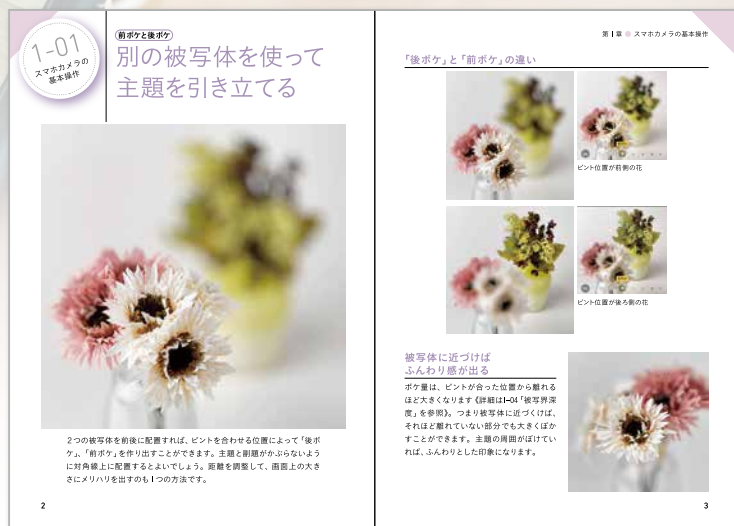 1-01
スマホカメラの
基本操作
前ボケと後ボケ
別の被写体を使って
主題を引き立てる
2つの被写体を前後に配置すれば、ピントを合わせる位置によって「後ボ
ケ」、「前ボケ」を作り出すことができます。主題と副題がかぶらないよう
に対角線上に配置するとよいでしょう。距離を調整して、画面上の大き
さにメリハリを出すのも1つの方法です。
2
第1章 ● スマホカメラの基本操作
「後ボケ」と「前ボケ」の違い
ピント位置が前側の花
ピント位置が後ろ側の花
被写体に近づけば
ふんわり感が出る
ボケ量は、ピントが合った位置から離れる
ほど大きくなります《詳細は1-04「被写界深
度」を参照》。つまり被写体に近づくけば、
それほど離れていない部分でも大きくぼか
すことができます。主題の周囲がぼけてい
れば、ふんわりとした印象になります。
3